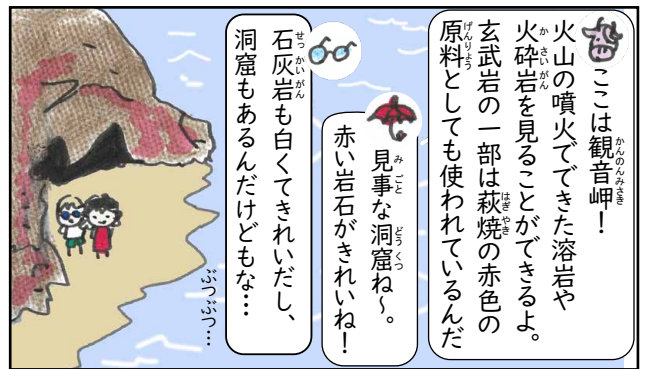 ここは観音岬！
火山の噴火でできた溶岩や
火砕岩を見ることができるよ。
玄武岩の一部は萩焼の赤色の
原料としても使われているんだ
見事な洞窟ね～。
赤い岩石がきれいね！
石灰岩も白くてきれいだし、
洞窟もあるんだけどもな…
ぶつぶつ…